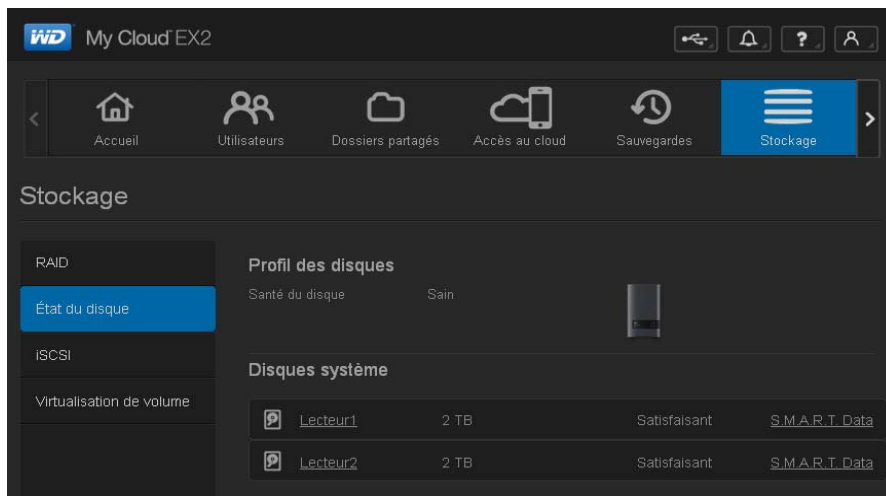 WD My Cloud EX2
?
Accueil
Utilisateurs
Dossiers partagés
Accès au cloud
Sauvegardes
Stockage
Stockage
RAID
État du disque
iSCSI
Virtualisation de volume
Profil des disques
Santé du disque Sain
Disques système
Lecteur1 2 TB Satisfaisant S.M.A.R.T. Data
Lecteur2 2 TB Satisfaisant S.M.A.R.T. Data